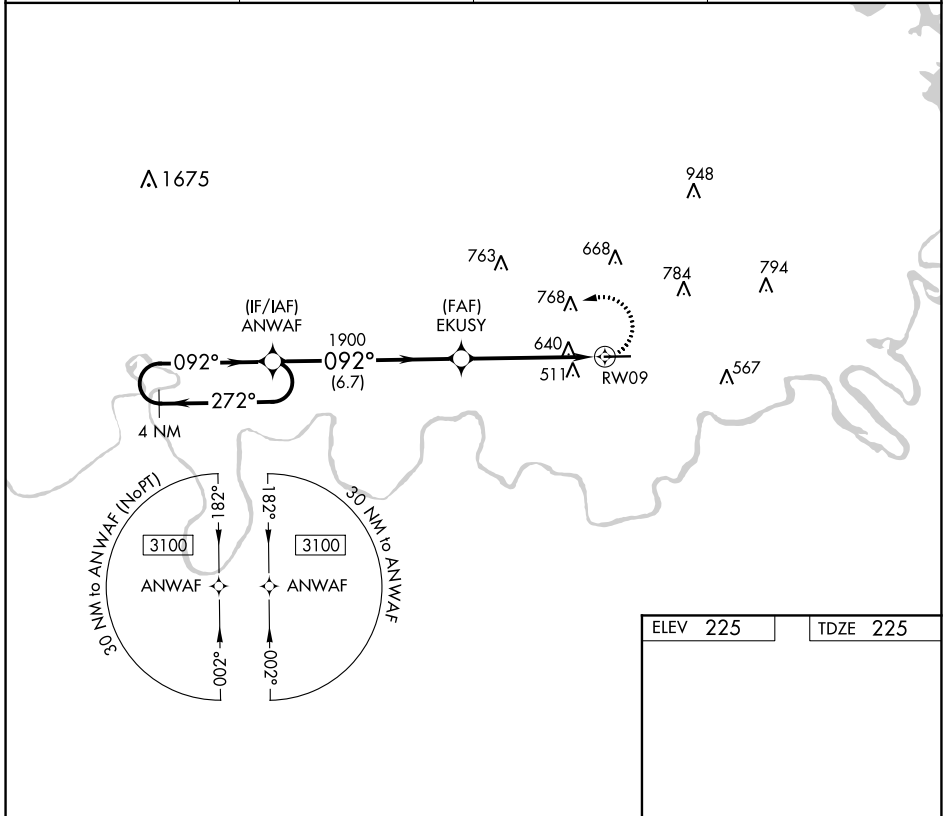 1675
948
763
668
784
794
768
(IF/IAF)
ANWAF
(FAF)
EKUSY
1900
092°
092°
(6.7)
640
511
RW09
567
272°
4 NM
30 NM to ANWAF (NoPT)
182°
3100
ANWAF
002°
182°
30 NM to ANWAF
3100
ANWAF
002°
ELEV 225
TDZE 225